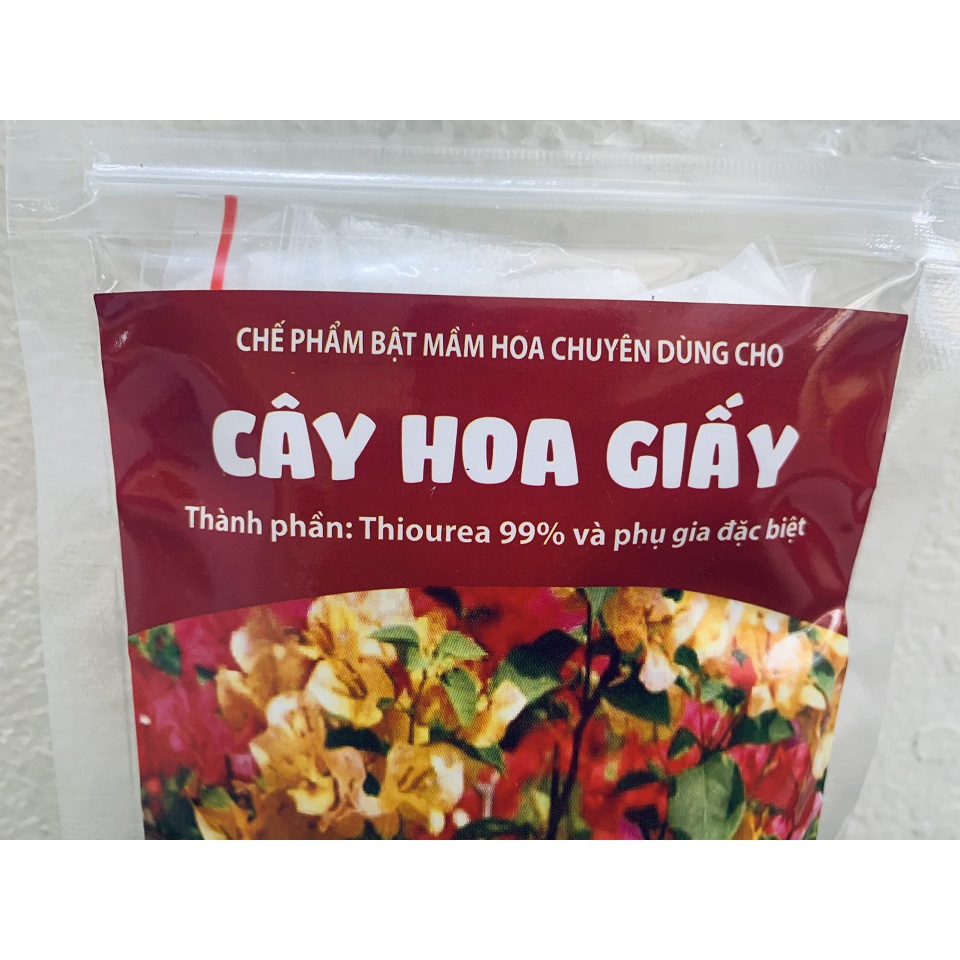 CHẾ PHẨM BẬT MẦM HOA CHUYÊN DÙNG CHO
CÂY HOA GIẤY
Thành phần: Thiourea 99% và phụ gia đặc biệt